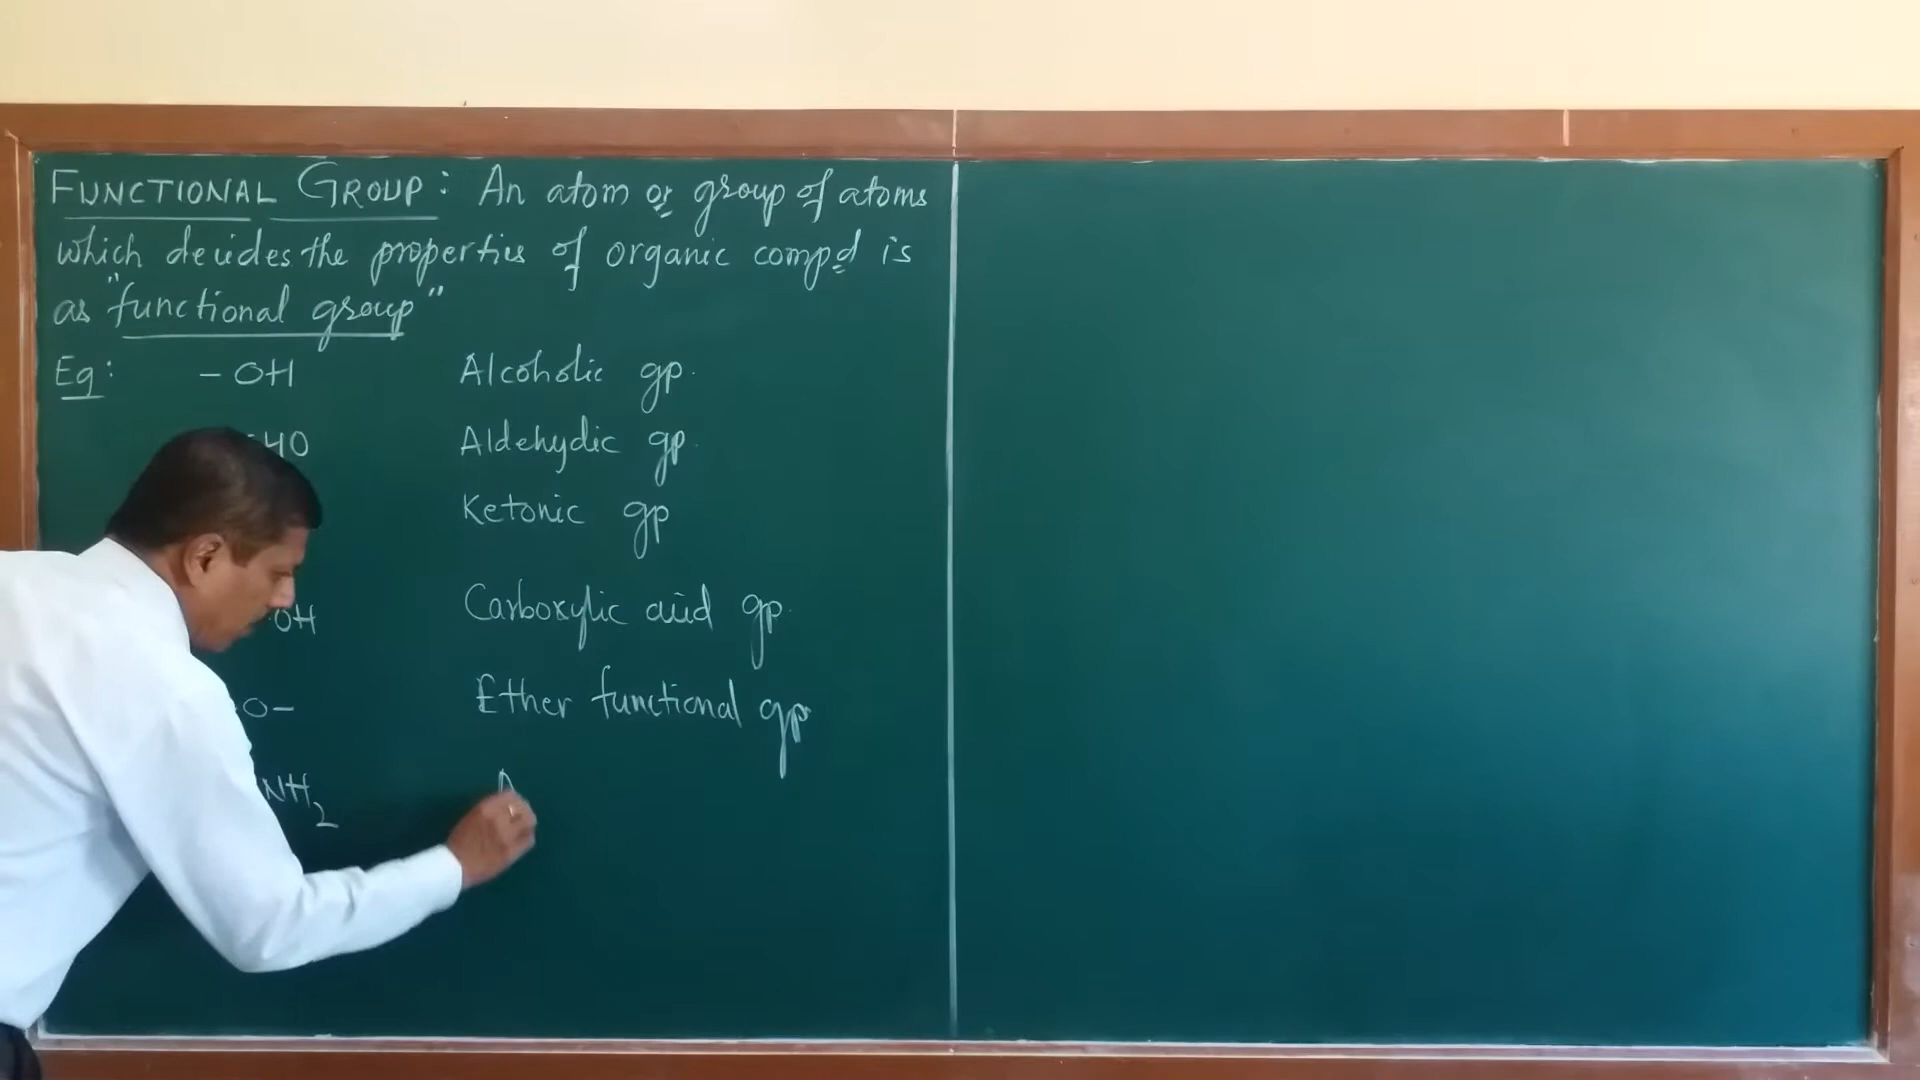 FUNCTIONAL GROUP: An atom or group of atoms
which decides the properties of organic compd is
as "functional group"
Eg: - OH Alcoholic gp.
HO Aldehydic gp.
Ketonic gp
OH Carboxylic acid gp.
O- Ether functional gp
NH2 A